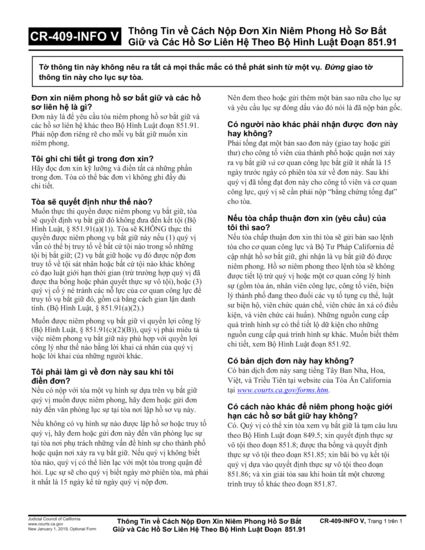 CR-409-INFO V
Thông Tin về Cách Nộp Đơn Xin Niêm Phong Hồ Sơ Bắt
Giữ và Các Hồ Sơ Liên Hệ Theo Bộ Hình Luật Đoạn 851.91
Tờ thông tin này không nêu ra tất cả mọi thắc mắc có thể phát sinh từ một vụ. Đừng giao tờ
thông tin này cho lục sự tòa.
Đơn xin niêm phong hồ sơ bắt giữ và các hồ
sơ liên hệ là gì?
Đơn này là để yêu cầu tòa niêm phong hồ sơ bắt giữ và
các hồ sơ liên hệ khác theo Bộ Hình Luật Đoạn 851.91.
Phải nộp đơn riêng rẽ cho mỗi vụ bắt giữ muốn xin
niêm phong.
Tôi ghi chi tiết gì trong đơn xin?
Hãy đọc đơn xin kỹ lưỡng và điền tất cả những phần
trong đơn. Tòa có thể bác đơn vì không ghi đầy đủ
chi tiết.
Tòa sẽ quyết định như thế nào?
Muốn thực thi quyền được niêm phong vụ bắt giữ, tòa
sẽ quyết định vụ bắt giữ đó không đưa đến kết tội (Bộ
Hình Luật, § 851.91(a)(1)). Tòa sẽ KHÔNG thực thi
quyền được niêm phong vụ bắt giữ này nếu (1) quý vị
vẫn có thể bị truy tố về bất cứ tội nào trong số những
tội bị bắt giữ; (2) vụ bắt giữ hoặc vụ đó được nộp đơn
truy tố về tội sát nhân hoặc bất cứ tội nào khác không
có đạo luật giới hạn thời gian (trừ trường hợp quý vị đã
được tha bổng hoặc phán quyết thực sự vô tội), hoặc (3)
quý vị cố ý né tránh các nỗ lực của cơ quan công lực để
truy tố vụ bắt giữ đó, gồm cả bằng cách gian lận danh
tính. (Bộ Hình Luật, § 851.91(a)(2).)
Muốn được niêm phong vụ bắt giữ vì quyền lợi công lý
(Bộ Hình Luật, § 851.91(c)(2)(B)), quý vị phải miêu tả
việc niêm phong vụ bắt giữ này phù hợp với quyền lợi
công lý như thế nào bằng lời khai cá nhân của quý vị
hoặc lời khai của những người khác.
Tôi phải làm gì về đơn này sau khi tôi
điền đơn?
Nếu có nộp với tòa một vụ hình sự dựa trên vụ bắt giữ
quý vị muốn được niêm phong, hãy đem hoặc gởi đơn
này đến văn phòng lục sự tại tòa nơi lập hồ sơ vụ này.
Nếu không có vụ hình sự nào được lập hồ sơ hoặc truy tố
quý vị, hãy đem hoặc gởi đơn này đến văn phòng lục sự
tại tòa nơi phụ trách những vấn đề hình sự cho thành phố
hoặc quận nơi xảy ra vụ bắt giữ. Nếu quý vị không biết
tòa nào, quý vị có thể liên lạc với một tòa trong quận để
hỏi. Lục sự sẽ cho quý vị biết ngày mở phiên tòa, mà phải
ít nhất là 15 ngày kể từ ngày quý vị nộp đơn.
Nên đem theo hoặc gửi thêm một bản sao nữa cho lục sự
và yêu cầu lục sự đóng dấu vào đó nói là đã nộp bản gốc.
Có người nào khác phải nhận được đơn này
hay không?
Phải tống đạt một bản sao đơn này (giao tay hoặc gửi
thư) cho công tố viên của thành phố hoặc quận nơi xảy
ra vụ bắt giữ và cơ quan công lực bắt giữ ít nhất là 15
ngày trước ngày có phiên tòa xử về đơn này. Sau khi
quý vị đã tống đạt đơn này cho công tố viên và cơ quan
công lực, quý vị sẽ cần phải nộp "bằng chứng tống đạt"
cho tòa.
Nếu tòa chấp thuận đơn xin (yêu cầu) của
tôi thì sao?
Nếu tòa chấp thuận đơn xin thì tòa sẽ gửi bản sao lệnh
tòa cho cơ quan công lực và Bộ Tư Pháp California để
cập nhật hồ sơ bắt giữ, ghi nhận là vụ bắt giữ đó được
niêm phong. Hồ sơ niêm phong theo lệnh tòa sẽ không
được tiết lộ trừ quý vị hoặc một cơ quan công lý hình
sự (gồm tòa án, nhân viên công lực, công tố viên, biện
lý thành phố đang theo đuổi các vụ tố tụng cụ thể, luật
sư biện hộ, viên chức quản chế, viên chức ân xá có điều
kiện, và viên chức cải huấn). Những nguồn cung cấp
quá trình hình sự có thể tiết lộ dữ kiện cho những
nguồn cung cấp quá trình hình sự khác. Muốn biết thêm
chi tiết, xem Bộ Hình Luật đoạn 851.92.
Có bản dịch đơn này hay không?
Có bản dịch đơn này sang tiếng Tây Ban Nha, Hoa,
Việt, và Triều Tiên tại website của Tòa Án California
tại www.courts.ca.gov/forms.htm.
Có cách nào khác để niêm phong hoặc giới
hạn các hồ sơ bắt giữ hay không?
Có. Quý vị có thể xin tòa xem vụ bắt giữ là tạm câu lưu
theo Bộ Hình Luật đoạn 849.5; xin quyết định thực sự
vô tội theo đoạn 851.8; được tha bổng và quyết định
thực sự vô tội theo đoạn 851.85; xin bãi bỏ vụ kết tội
quý vị dựa vào quyết định thực sự vô tội theo đoạn
851.86; và xin giải tỏa sau khi hoàn tất một chương
trình truy tố khác theo đoạn 851.87.
Judicial Council of California
www.courts.ca.gov
New January 1, 2019, Optional Form
Thông Tin về Cách Nộp Đơn Xin Niêm Phong Hồ Sơ Bắt
Giữ và Các Hồ Sơ Liên Hệ Theo Bộ Hình Luật Đoạn 851.91
CR-409-INFO V, Trang 1 trên 1